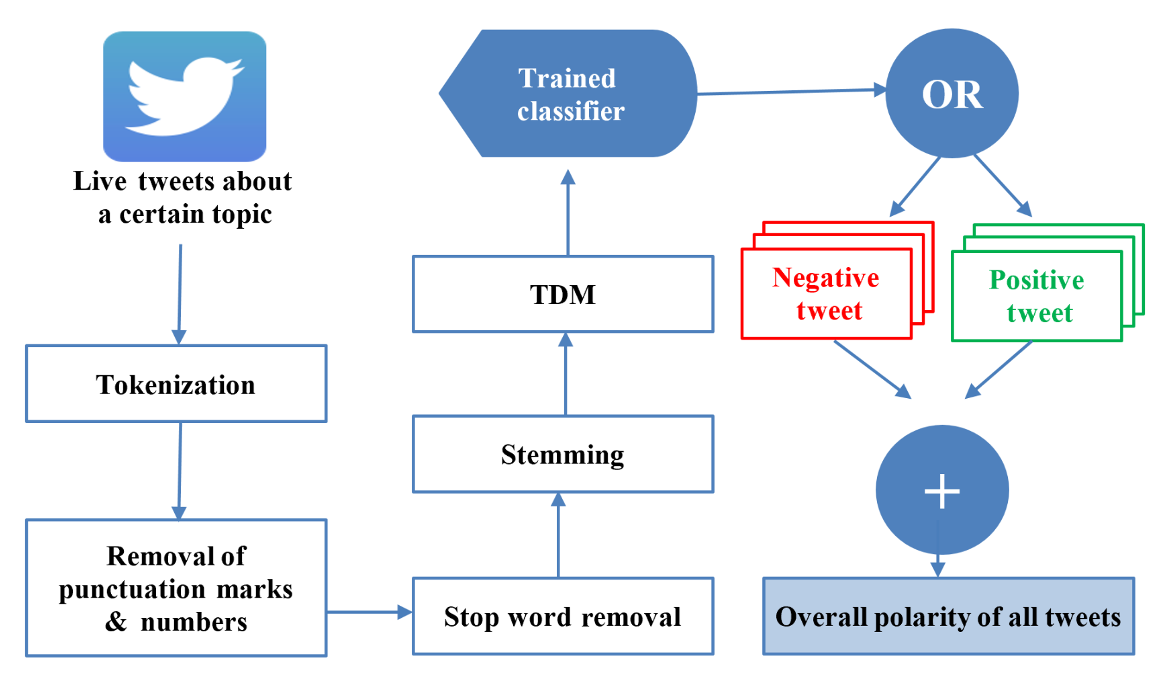 Live tweets about
a certain topic
Tokenization
Removal of
punctuation marks
& numbers
Stop word removal
Stemming
TDM
Trained
classifier
OR
Negative
tweet
Positive
tweet
+
Overall polarity of all tweets